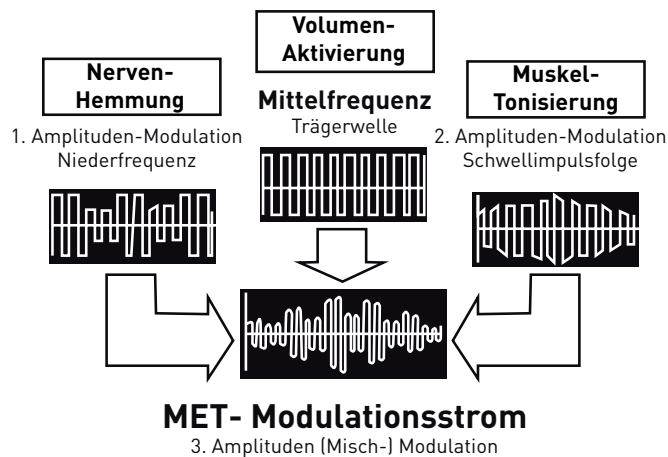 Volumen-
Aktivierung
Nerven-
Hemmung
Muskel-
Tonisierung
Mittelfrequenz
Trägerwelle
1. Amplituden-Modulation
Niederfrequenz
2. Amplituden-Modulation
Schwellimpulsfolge
MET- Modulationsstrom
3. Amplituden (Misch-) Modulation